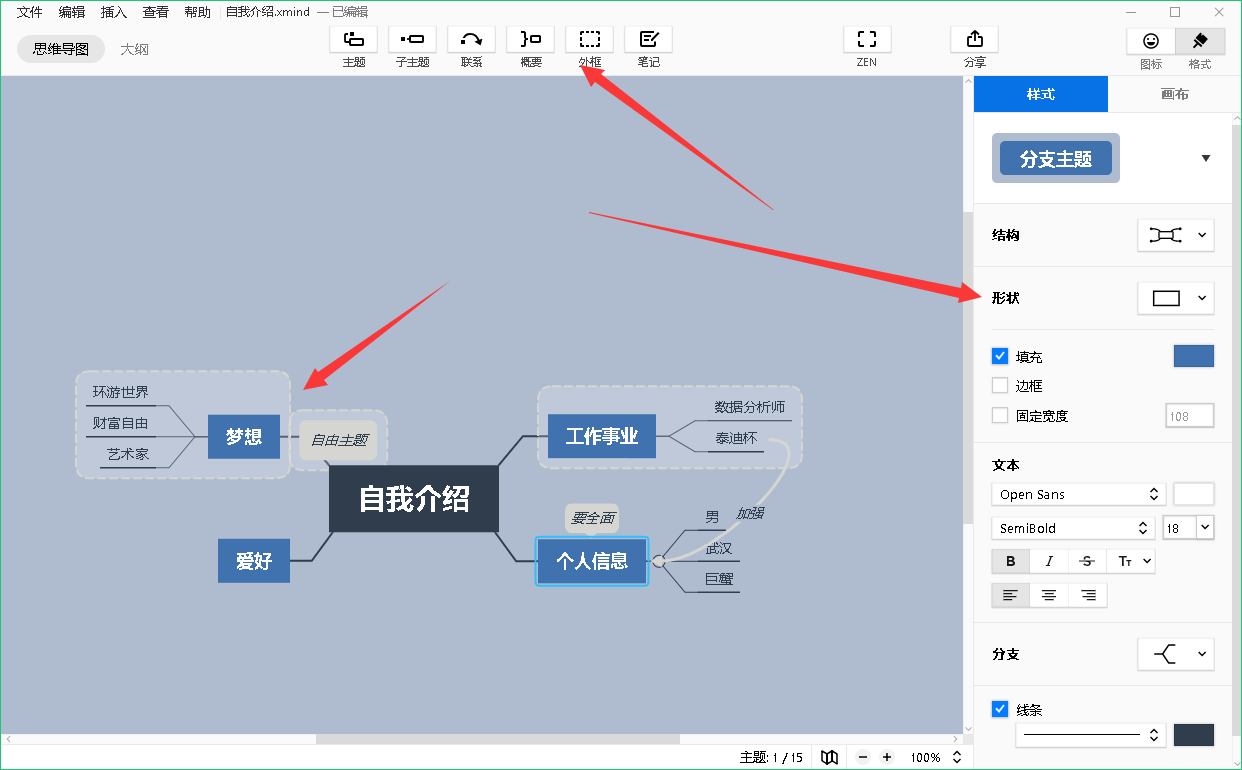 文件 编辑 插入 查看 帮助 自我介绍.xmind — 已编辑
思维导图 大纲
主题 子主题 联系 概要 外框 笔记 ZEN 分享 图标 格式
样式 画布
分支主题
结构
形状
填充
边框
固定宽度 108
文本
Open Sans
SemiBold 18
B I S TT
分支
线条
环游世界
财富自由
艺术家
梦想
自由主题
自我介绍
爱好
工作事业
数据分析师
泰迪杯
要全面
个人信息
男
武汉
巨蟹
加强
主题: 1 / 15 100%